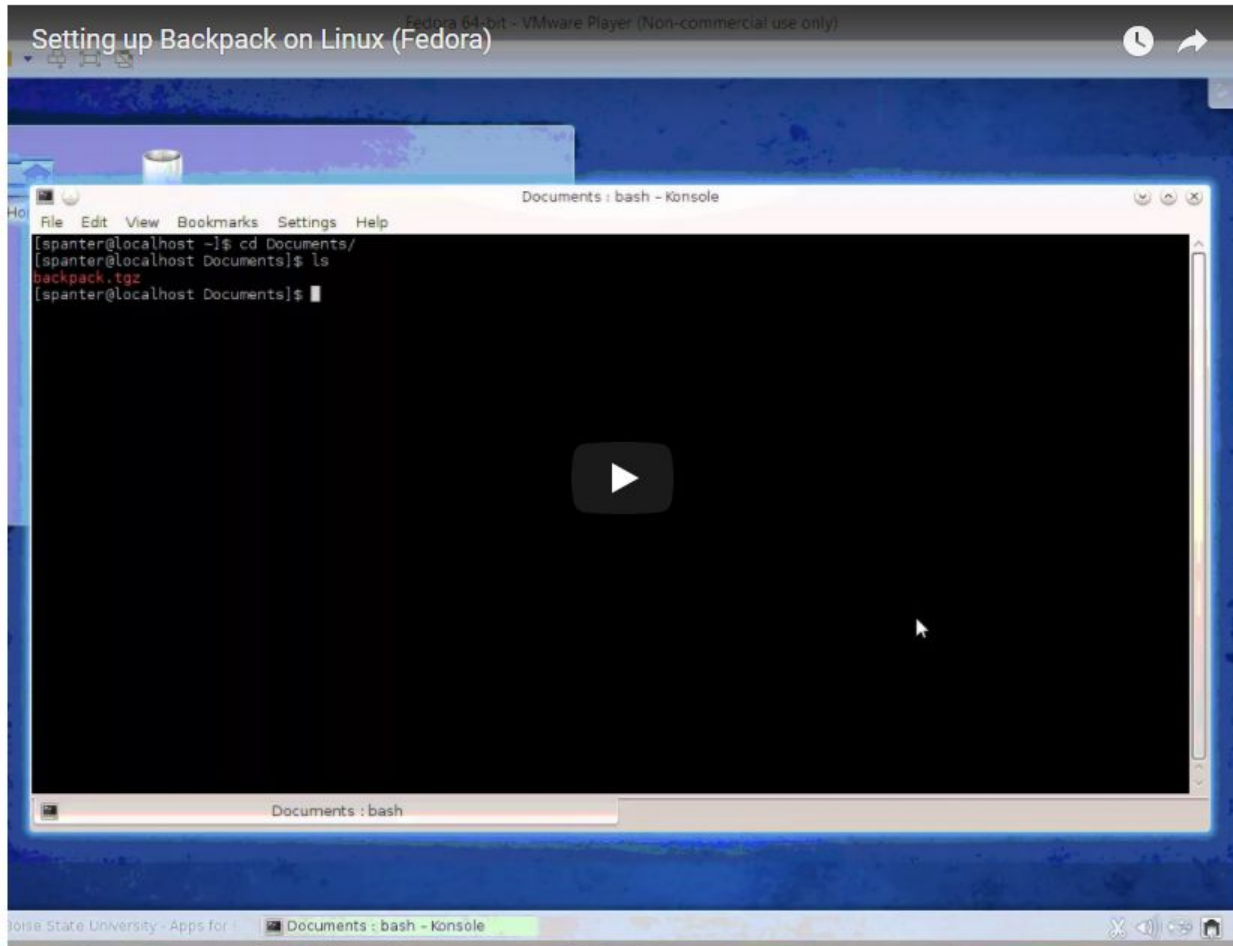 Fedora 64-bit - VMware Player (Non-commercial use only)
Setting up Backpack on Linux (Fedora)
Documents : bash – Konsole
File Edit View Bookmarks Settings Help
[spanter@localhost ~]$ cd Documents/
[spanter@localhost Documents]$ ls
backpack.tgz
[spanter@localhost Documents]$
Documents : bash
State University - Apps for
Documents : bash – Konsole